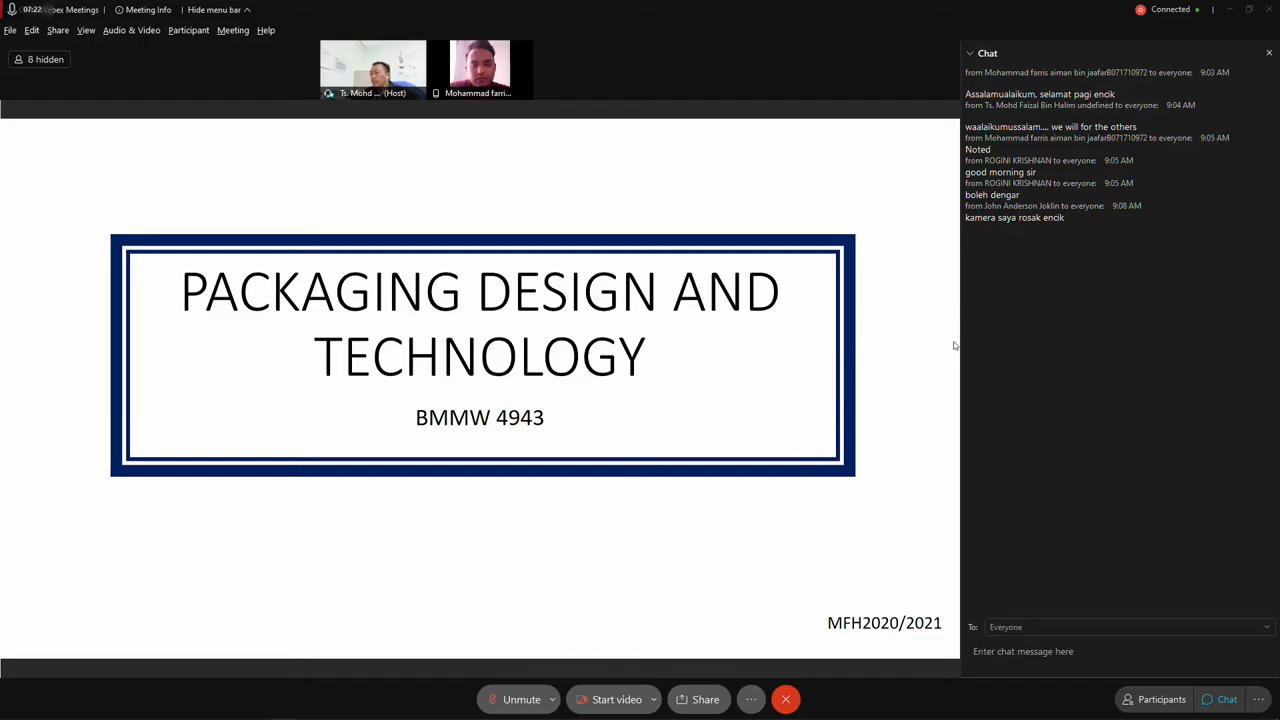 07:22
Webex Meetings
Meeting Info
Hide menu bar
Connected
File Edit Share View Audio & Video Participant Meeting Help
8 hidden
Ts. Mohd ... (Host)
Mohammad farri...
PACKAGING DESIGN AND
TECHNOLOGY
BMMW 4943
MFH2020/2021
Chat
from Mohammad farris aiman bin jaafarB071710972 to everyone: 9:03 AM
Assalamualaikum, selamat pagi encik
from Ts. Mohd Faizal Bin Halim undefined to everyone: 9:04 AM
waalaikumussalam.... we will for the others
from Mohammad farris aiman bin jaafarB071710972 to everyone: 9:05 AM
Noted
from ROGINI KRISHNAN to everyone: 9:05 AM
good morning sir
from ROGINI KRISHNAN to everyone: 9:05 AM
boleh dengar
from John Anderson Joklin to everyone: 9:08 AM
kamera saya rosak encik
To: Everyone
Enter chat message here
Unmute
Start video
Share
Participants
Chat